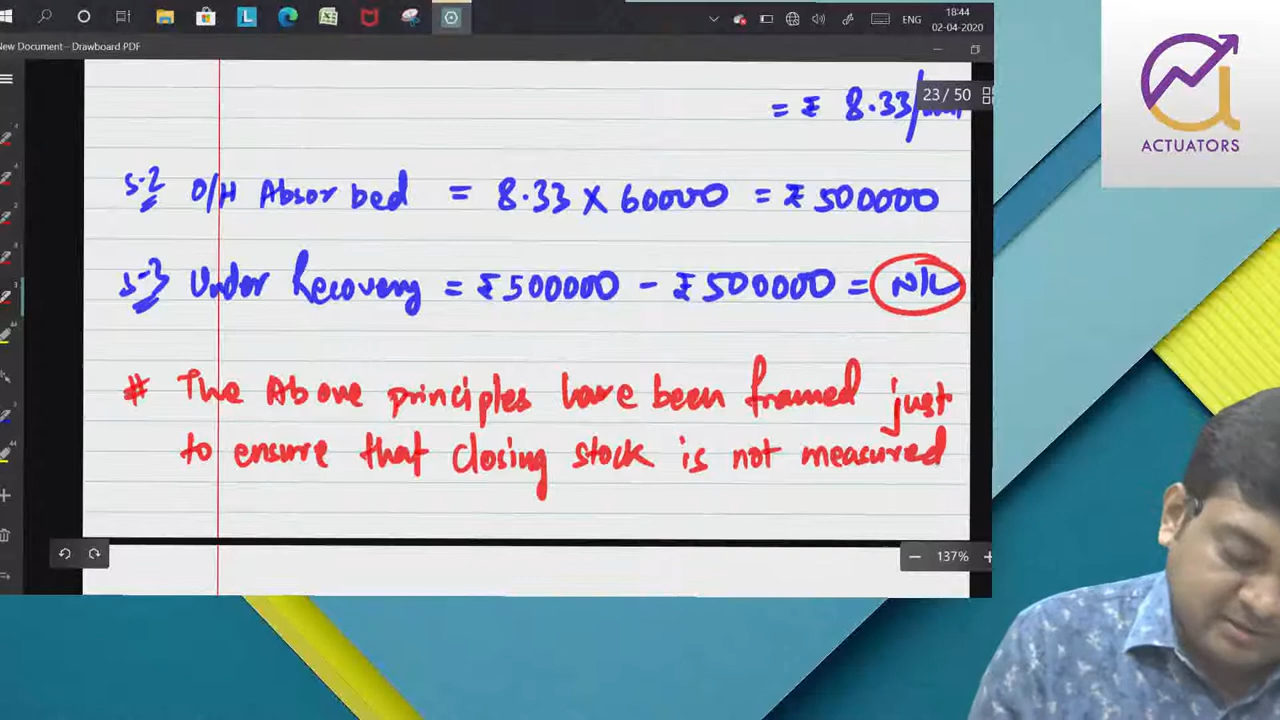 18:44
ENG
02-04-2020
New Document - Drawboard PDF
23 / 50
= ₹ 8.33/
S-2 O/H Absorbed = 8.33 × 60000 = ₹ 500000
S-3 Under Recovery = ₹ 500000 - ₹ 500000 = NIL
# The Above principles have been framed just
to ensure that closing stock is not measured
137%
ACTUATORS